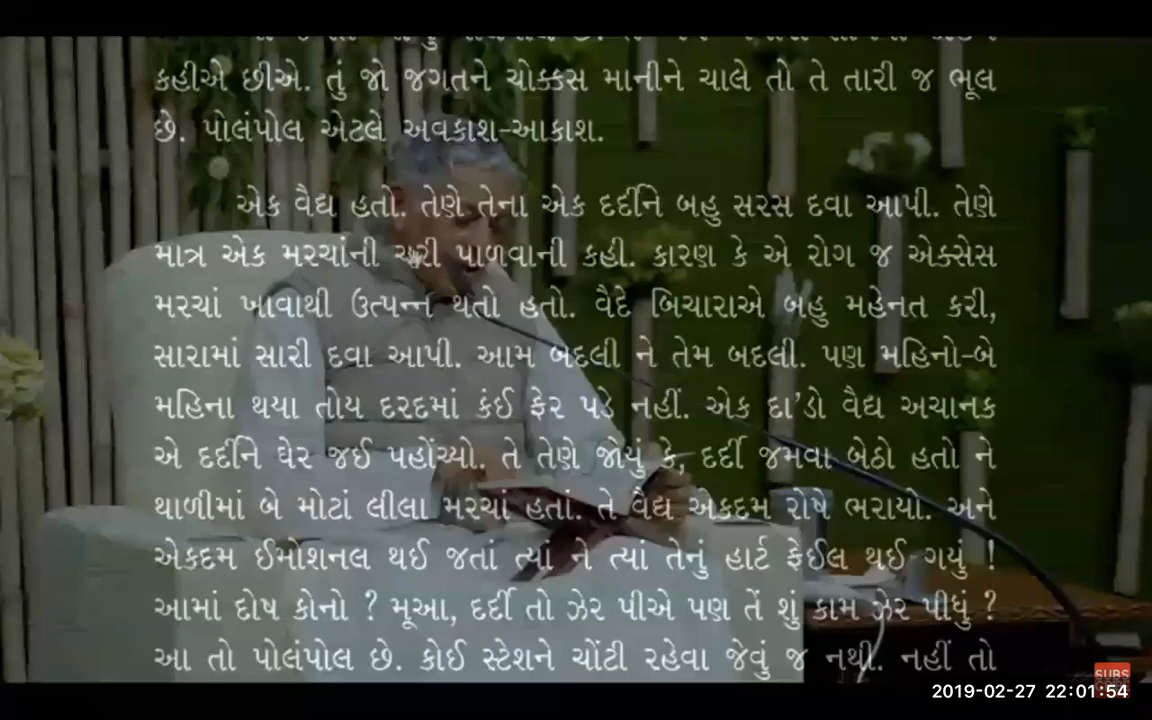 કહીએ છીએ. તું જો જગતને ચોક્કસ માનીને ચાલે તો તે તારી જ ભૂલ
છે. પોલંપોલ એટલે અવકાશ-આકાશ.
એક વૈદ્ય હતો. તેણે તેના એક દર્દીને બહુ સરસ દવા આપી. તેણે
માત્ર એક મરચાંની ચરી પાળવાની કહી. કારણ કે એ રોગ જ એક્સેસ
મરચાં ખાવાથી ઉત્પન્ન થતો હતો. વૈદે બિચારાએ બહુ મહેનત કરી,
સારામાં સારી દવા આપી. આમ બદલી ને તેમ બદલી. પણ મહિનો-બે
મહિના થયા તોય દરદમાં કંઈ ફેર પડે નહીં. એક દા'ડો વૈદ્ય અચાનક
એ દર્દીને ઘેર જઈ પહોંચ્યો. તે તેણે જોયું કે, દર્દી જમવા બેઠો હતો ને
થાળીમાં બે મોટાં લીલા મરચાં હતાં. તે વૈદ્ય એકદમ રોષે ભરાયો. અને
એકદમ ઈમોશનલ થઈ જતાં ત્યાં ને ત્યાં તેનું હાર્ટ ફેઈલ થઈ ગયું !
આમાં દોષ કોનો ? મૂઆ, દર્દી તો ઝેર પીએ પણ તેં શું કામ ઝેર પીધું ?
આ તો પોલંપોલ છે. કોઈ સ્ટેશને ચોંટી રહેવા જેવું જ નથી. નહીં તો
SUBS
2019-02-27 22:01:54